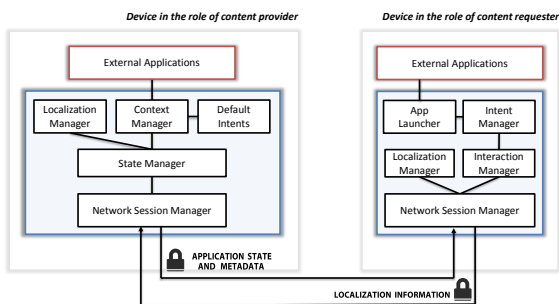 Device in the role of content provider
Device in the role of content requester
External Applications
Localization
Manager
Context
Manager
Default
Intents
State Manager
Network Session Manager
External Applications
App
Launcher
Intent
Manager
Localization
Manager
Interaction
Manager
Network Session Manager
APPLICATION STATE
AND METADATA
LOCALIZATION INFORMATION